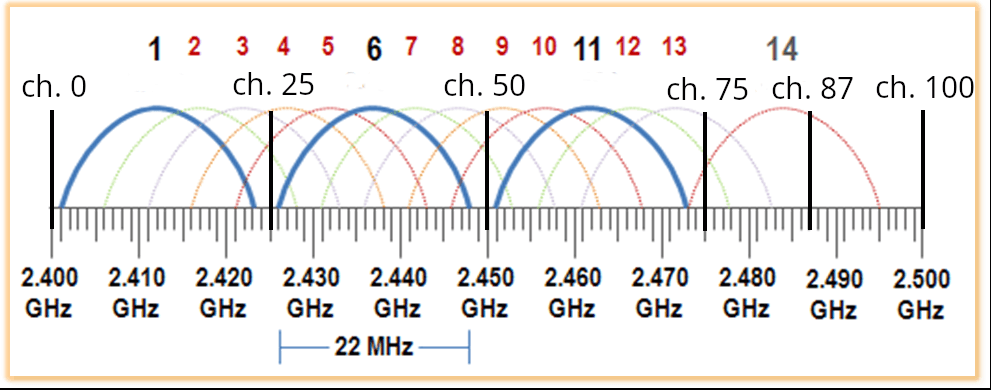 1 2 3 4 5 6 7 8 9 10 11 12 13 14
ch. 0 ch. 25 ch. 50 ch. 75 ch. 87 ch. 100
2.400 2.410 2.420 2.430 2.440 2.450 2.460 2.470 2.480 2.490 2.500
GHz GHz GHz GHz GHz GHz GHz GHz GHz GHz GHz
22 MHz